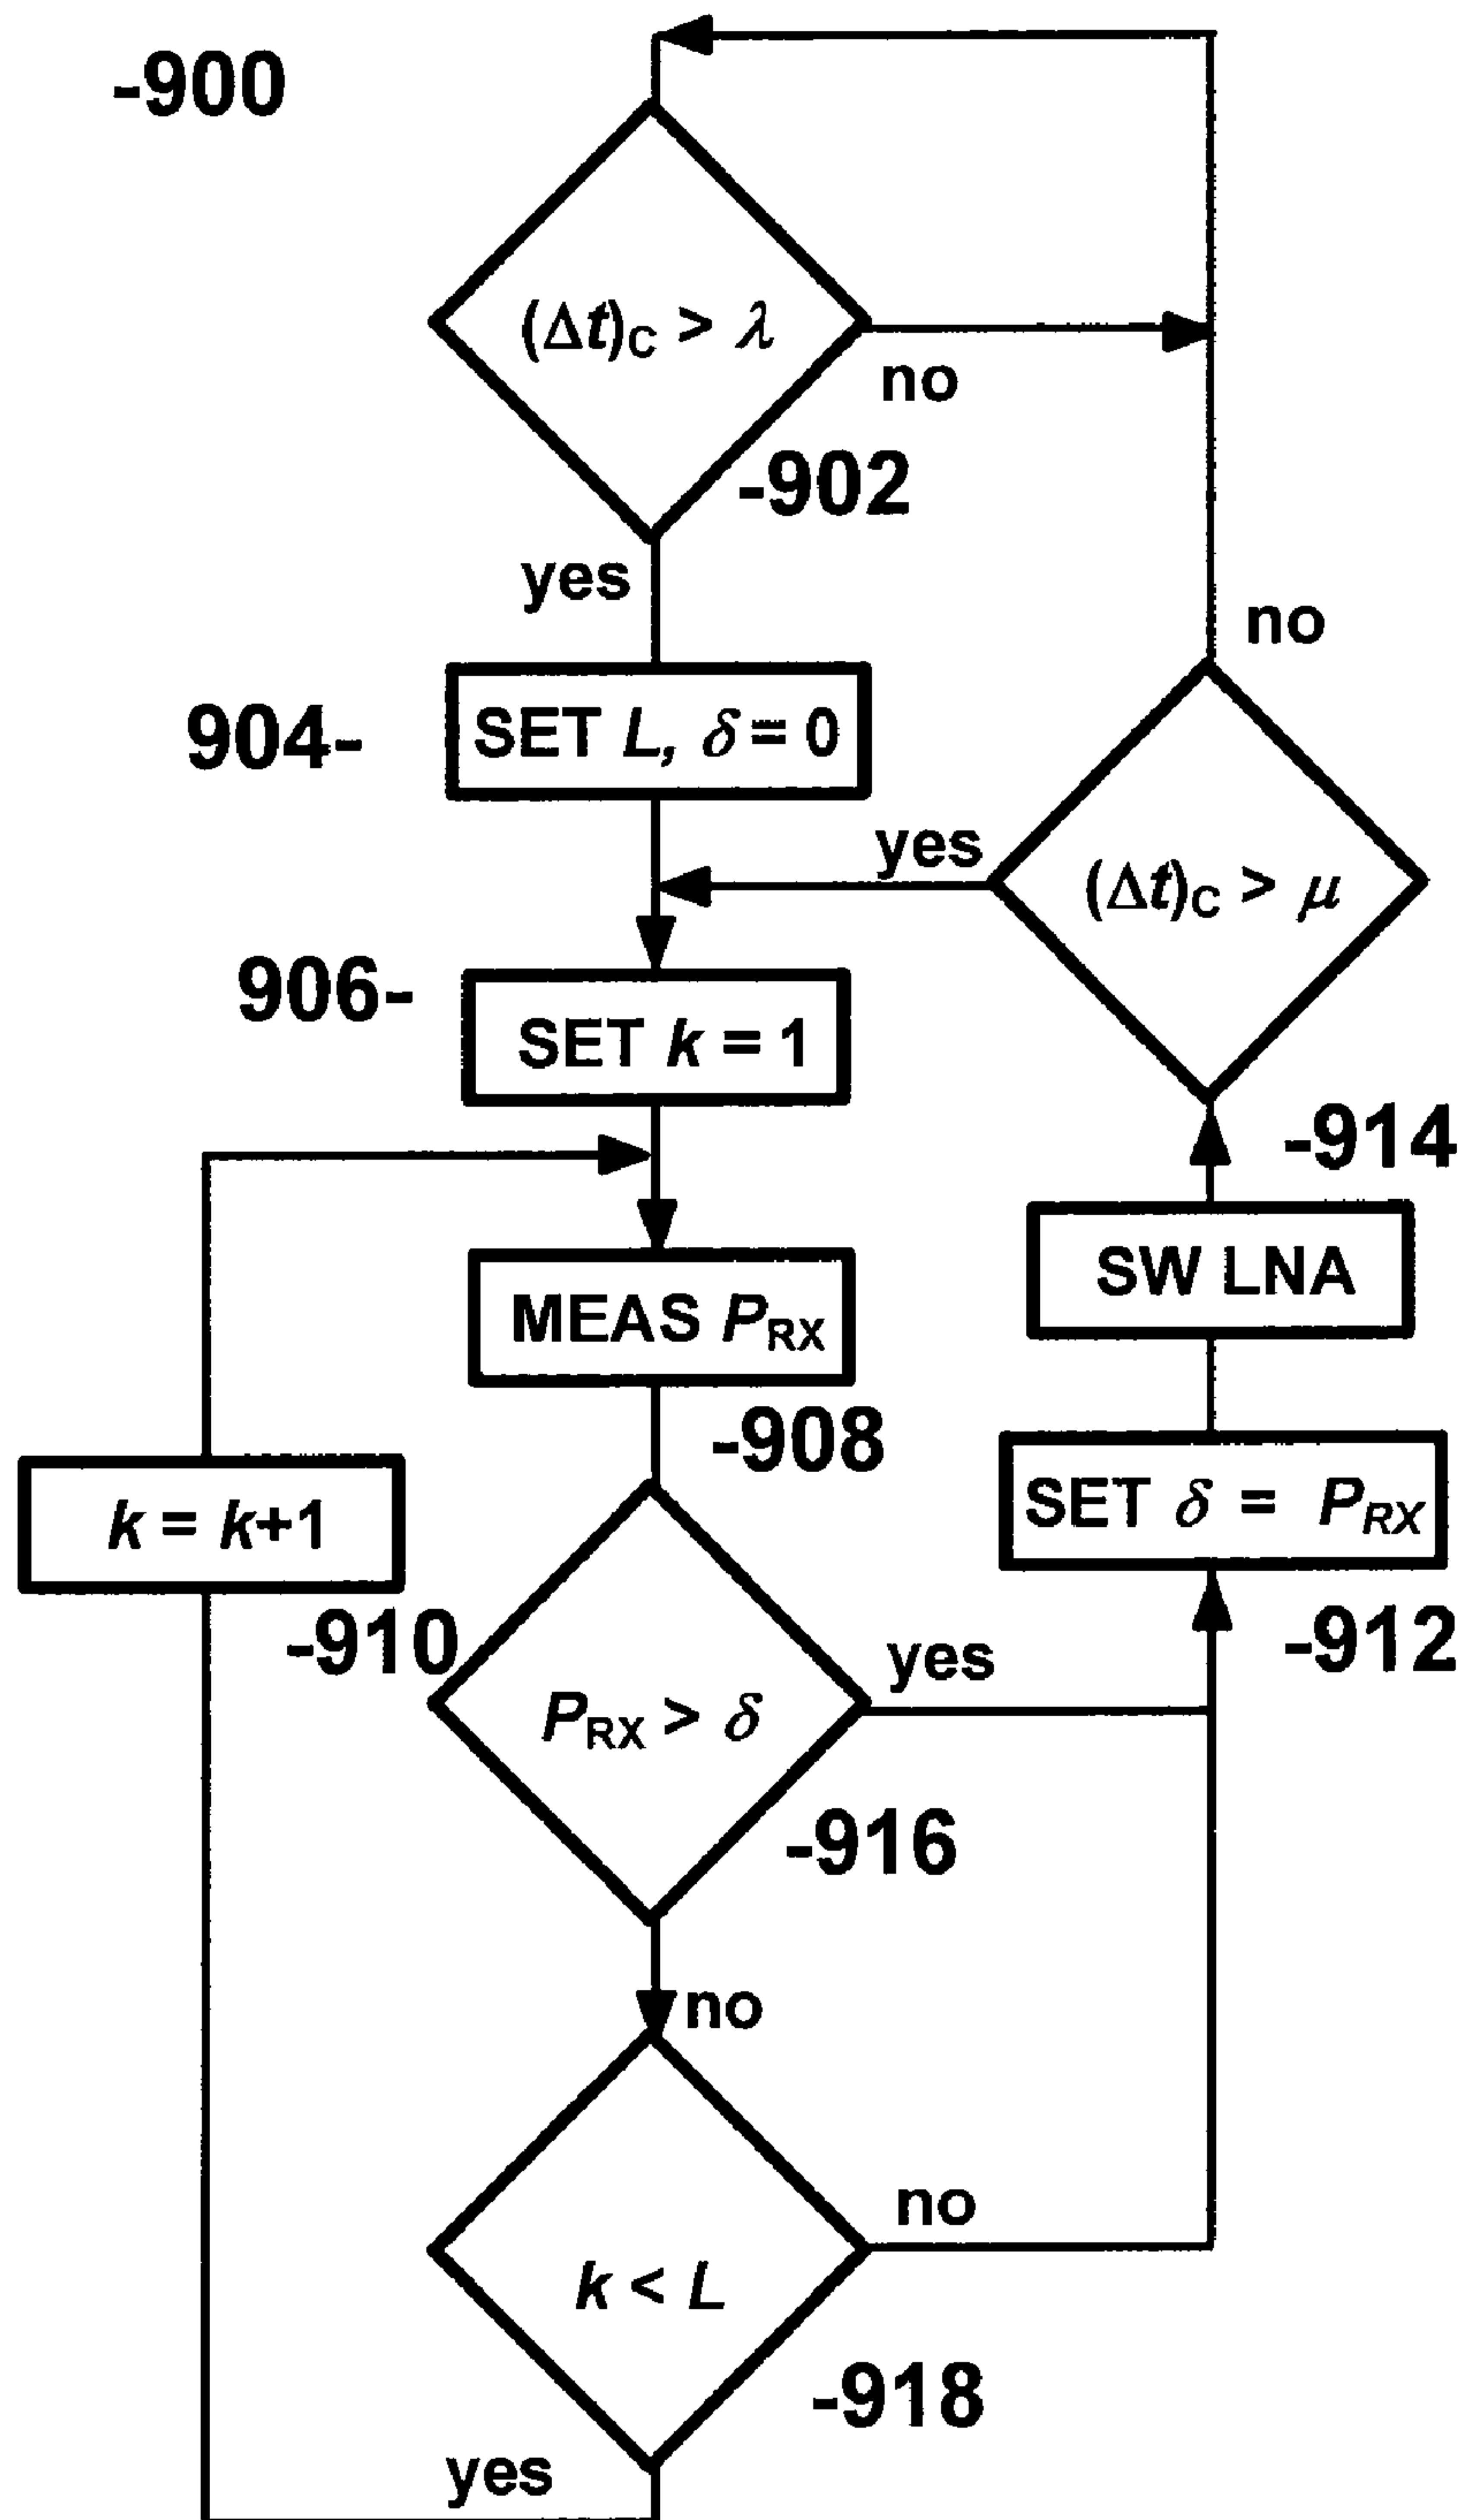 -900
(Δt)C > λ
no
-902
yes
no
904-
SET L, δ = 0
yes
(Δt)C > μ
906-
SET k = 1
-914
SW LNA
MEAS PRX
-908
SET δ = PRX
k = k+1
-910
yes
-912
PRX > δ
-916
no
no
k < L
-918
yes